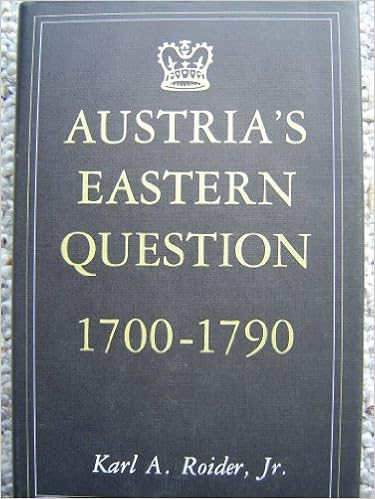 AUSTRIA'S
EASTERN
QUESTION
1700-1790
Karl A. Roider, Jr.